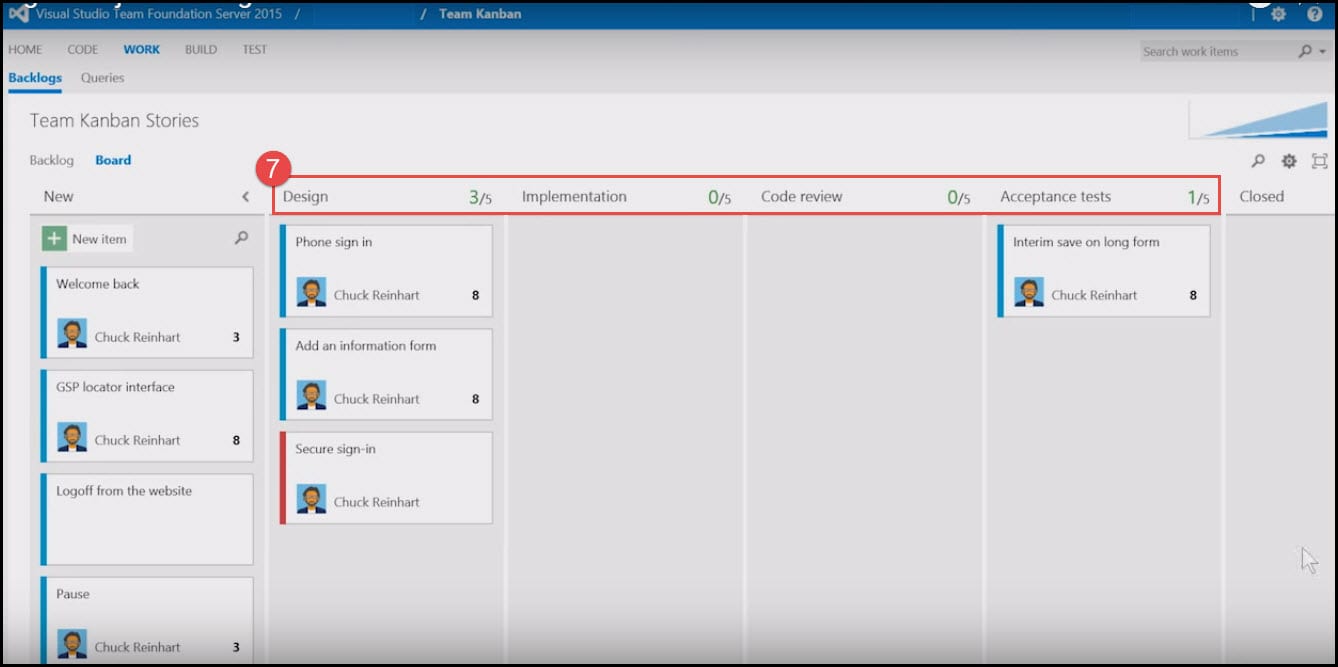 Visual Studio Team Foundation Server 2015 / / Team Kanban
HOME CODE WORK BUILD TEST
Search work items
Backlogs Queries
Team Kanban Stories
Backlog Board
7
New Design 3/5 Implementation 0/5 Code review 0/5 Acceptance tests 1/5 Closed
New item
Welcome back
Chuck Reinhart 3
GSP locator interface
Chuck Reinhart 8
Logoff from the website
Pause
Chuck Reinhart 3
Phone sign in
Chuck Reinhart 8
Add an information form
Chuck Reinhart 8
Secure sign-in
Chuck Reinhart
Interim save on long form
Chuck Reinhart 8